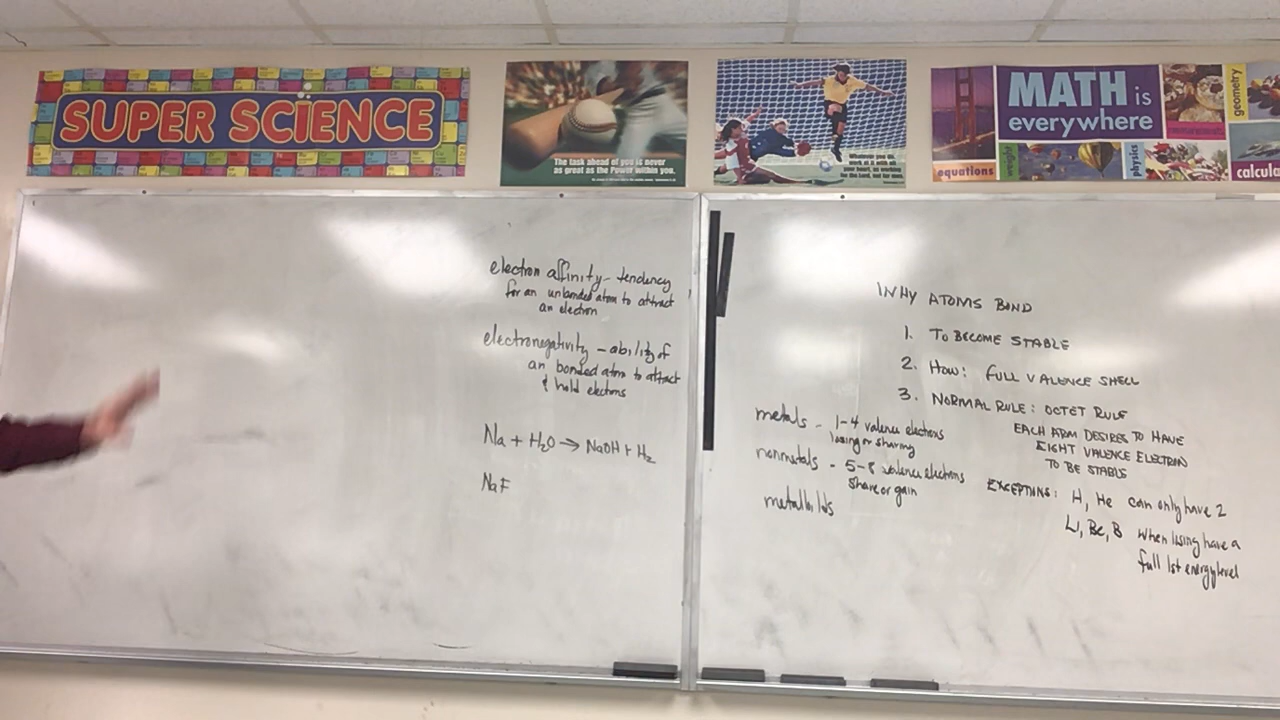 SUPER SCIENCE
The task ahead of you is never
as great as the Power within you.
Whatever you do,
work at it with all
your heart, as working
for the Lord, not for men.
MATH is
everywhere
equations
weight
physics
geometry
measurement
calcula
electron affinity - tendency
for an unbonded atom to attract
an electron
electronegativity - ability of
an bonded atom to attract
& hold electrons
Na + H2O → NaOH + H2
NaF
WHY ATOMS BOND
1. TO BECOME STABLE
2. HOW: FULL VALENCE SHELL
3. NORMAL RULE: OCTET RULE
EACH ATOM DESIRES TO HAVE
EIGHT VALENCE ELECTRON
TO BE STABLE
metals - 1-4 valence electrons
losing or sharing
nonmetals - 5-8 valence electrons
share or gain
metalloids
EXCEPTIONS: H, He can only have 2
Li, Be, B when losing have a
full 1st energy level